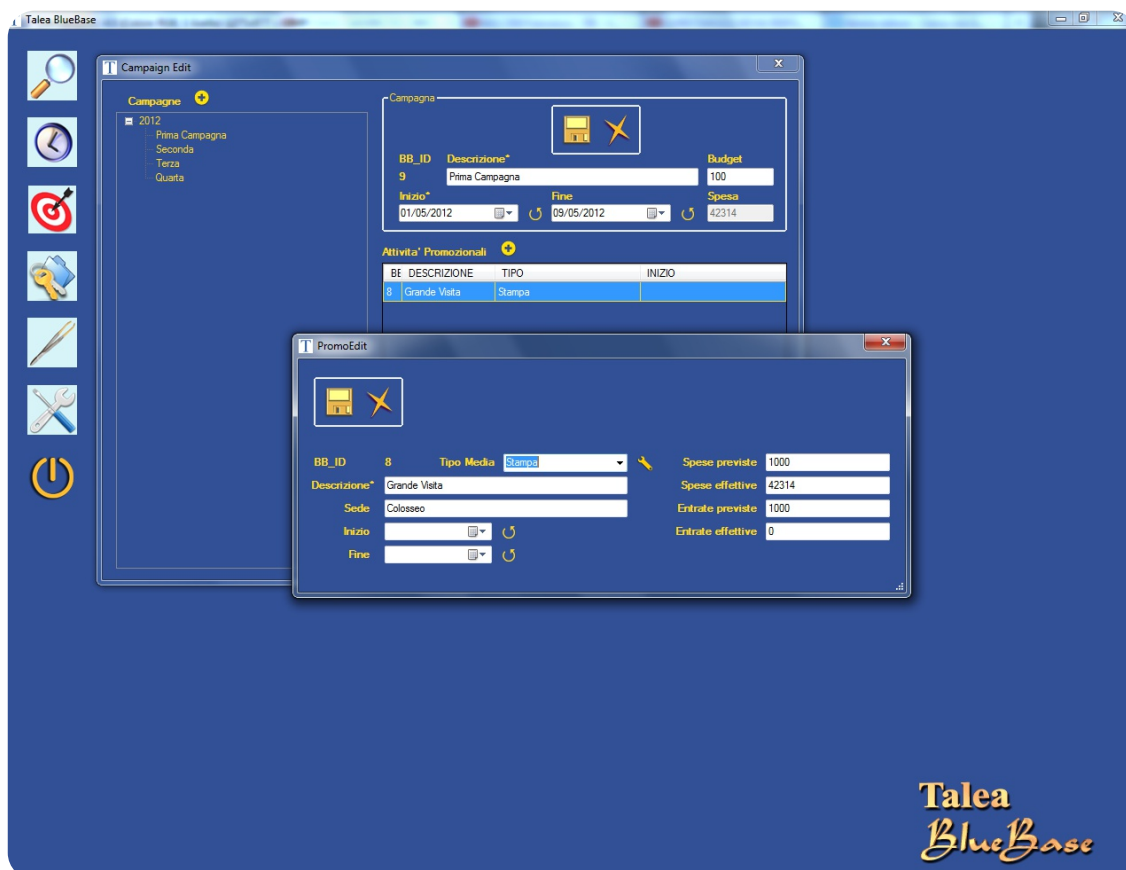 Talea BlueBase
Campaign Edit
Campagne
2012
Prima Campagna
Seconda
Terza
Quarta
Campagna
BB_ID Descrizione* Budget
9 Prima Campagna 100
Inizio* Fine Spesa
01/05/2012 09/05/2012 42314
Attivita' Promozionali
BE DESCRIZIONE TIPO INIZIO
8 Grande Visita Stampa
PromoEdit
BB_ID 8 Tipo Media Stampa Spese previste 1000
Descrizione* Grande Visita Spese effettive 42314
Sede Colosseo Entrate previste 1000
Inizio Entrate effettive 0
Fine
Talea
BlueBase